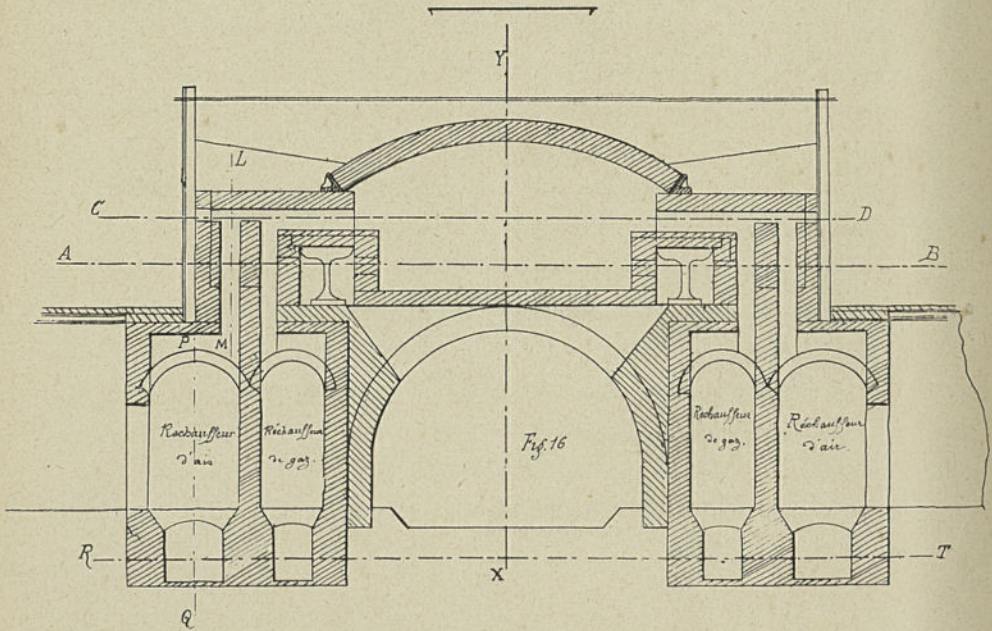 Y
L
C
D
A
B
P
M
Réchauffeur
d'air
Réchauffeur
de gaz.
Fig. 16
Réchauffeur
de gaz.
Réchauffeur
d'air.
R
X
T
Q